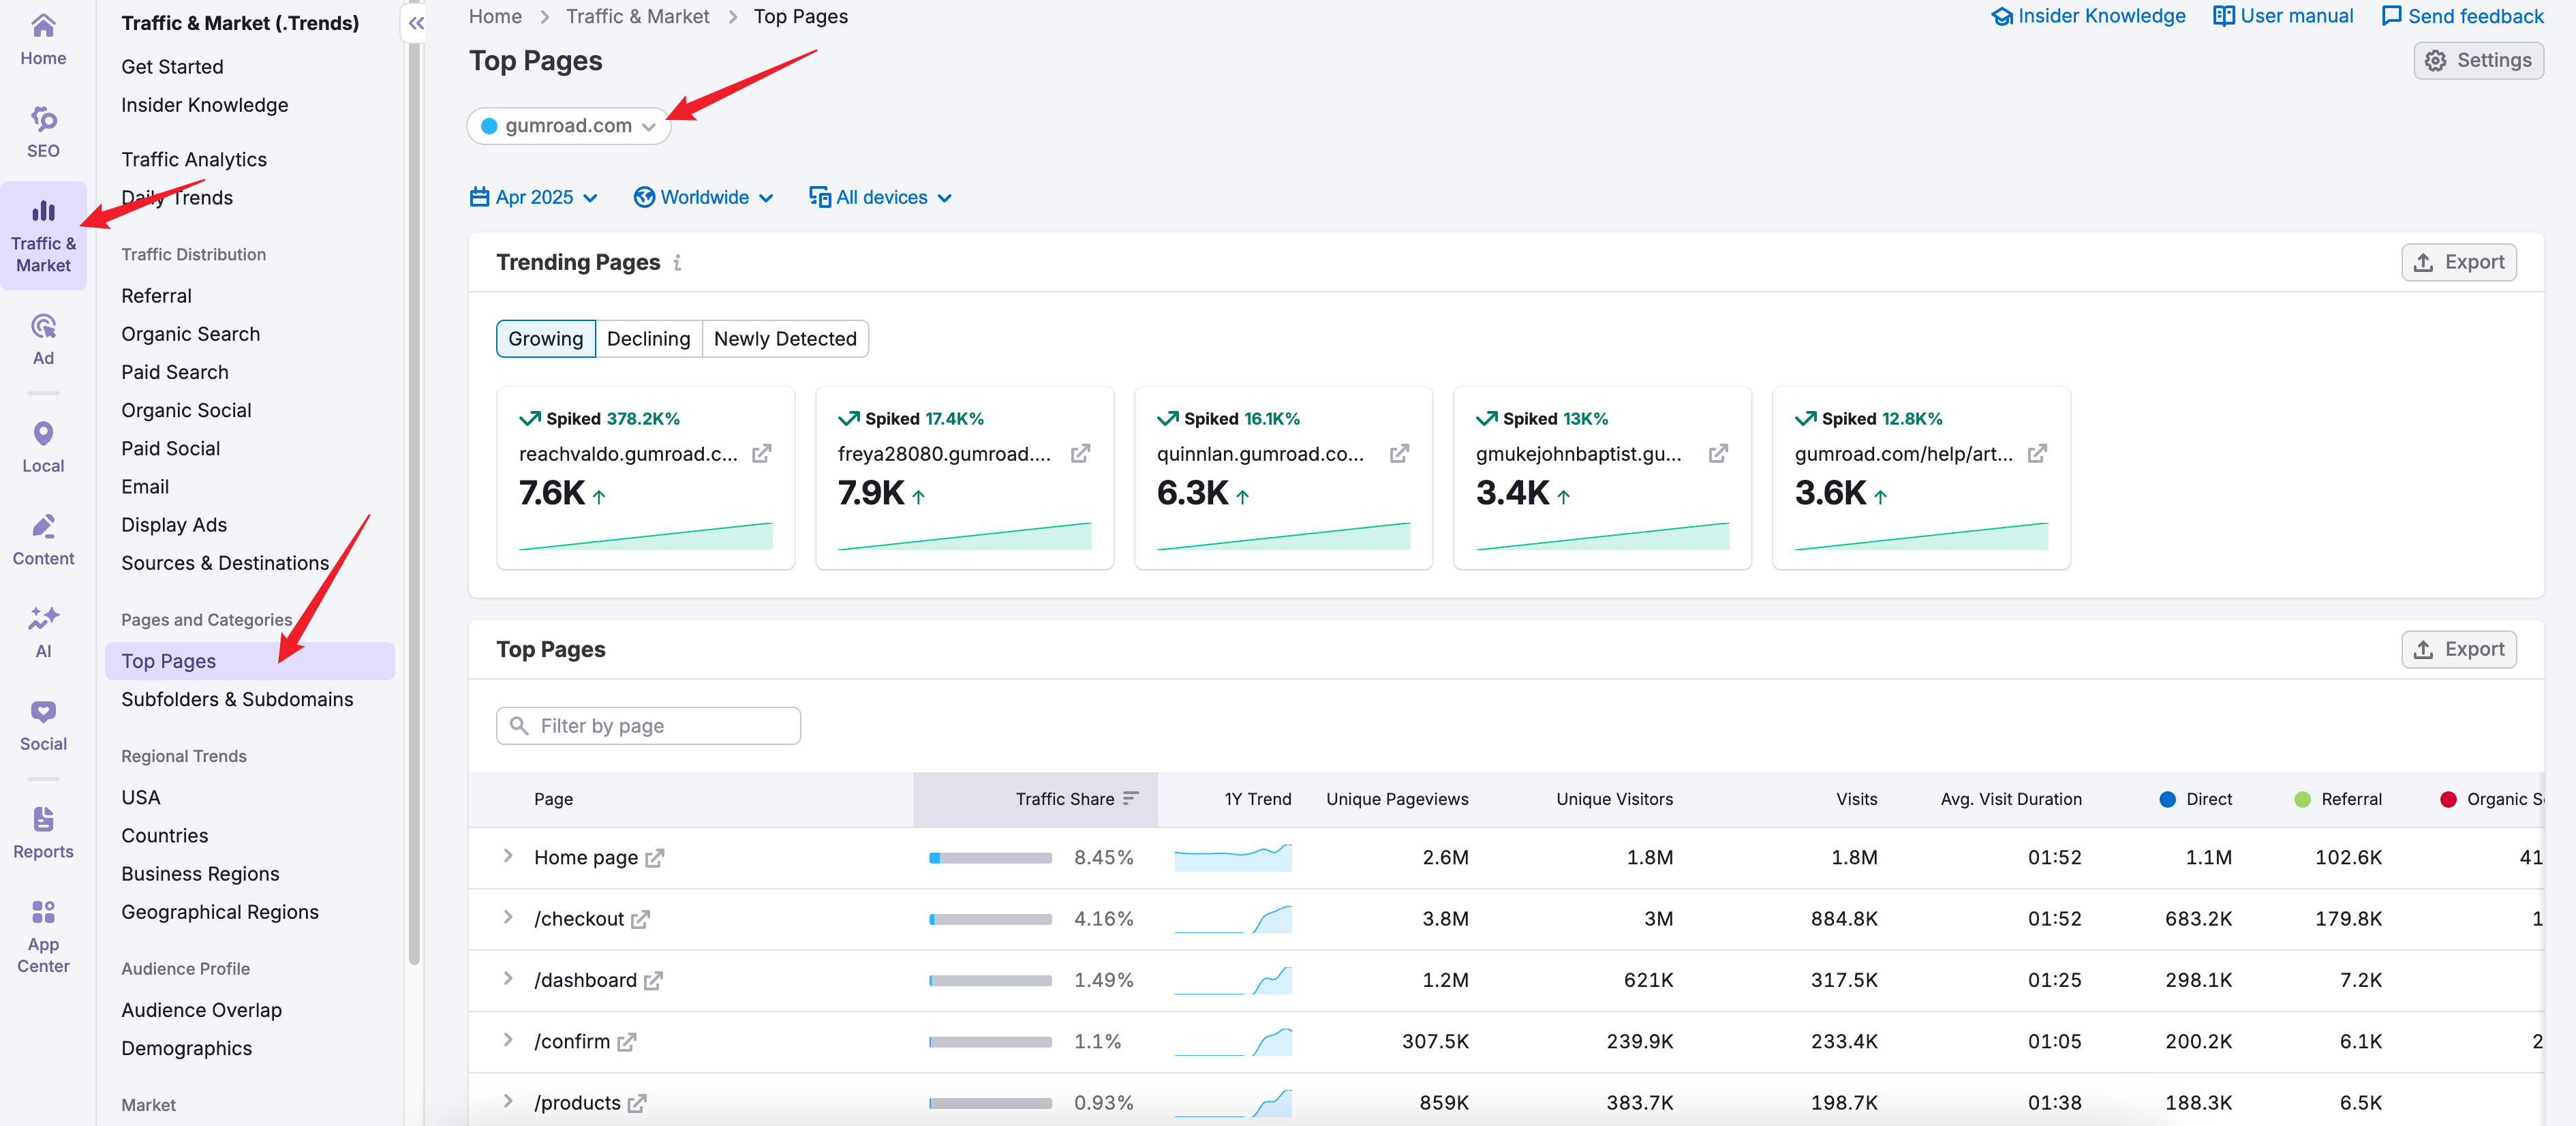 Home
SEO
Traffic &
Market
Ad
Local
Content
AI
Social
Reports
App
Center
Traffic & Market (.Trends)
Get Started
Insider Knowledge
Traffic Analytics
Daily Trends
Traffic Distribution
Referral
Organic Search
Paid Search
Organic Social
Paid Social
Email
Display Ads
Sources & Destinations
Pages and Categories
Top Pages
Subfolders & Subdomains
Regional Trends
USA
Countries
Business Regions
Geographical Regions
Audience Profile
Audience Overlap
Demographics
Market
Home > Traffic & Market > Top Pages
Insider Knowledge User manual Send feedback
Top Pages
Settings
gumroad.com
Apr 2025 Worldwide All devices
Trending Pages
Export
Growing Declining Newly Detected
Spiked 378.2K%
reachvaldo.gumroad.c...
7.6K ↑
Spiked 17.4K%
freya28080.gumroad....
7.9K ↑
Spiked 16.1K%
quinnlan.gumroad.co...
6.3K ↑
Spiked 13K%
gmukejohnbaptist.gu...
3.4K ↑
Spiked 12.8K%
gumroad.com/help/art...
3.6K ↑
Top Pages
Export
Filter by page
Page Traffic Share 1Y Trend Unique Pageviews Unique Visitors Visits Avg. Visit Duration Direct Referral Organic S
Home page 8.45% 2.6M 1.8M 1.8M 01:52 1.1M 102.6K 41
/checkout 4.16% 3.8M 3M 884.8K 01:52 683.2K 179.8K 1
/dashboard 1.49% 1.2M 621K 317.5K 01:25 298.1K 7.2K
/confirm 1.1% 307.5K 239.9K 233.4K 01:05 200.2K 6.1K 2
/products 0.93% 859K 383.7K 198.7K 01:38 188.3K 6.5K